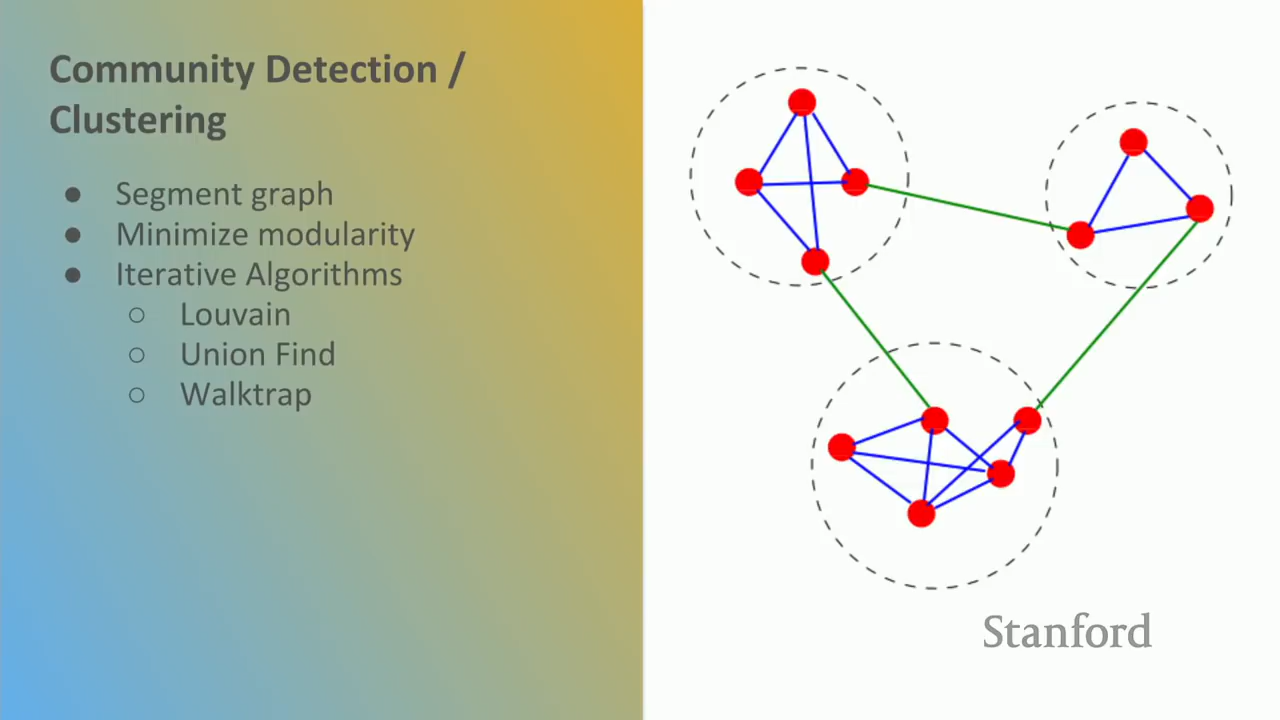 Community Detection /
Clustering
● Segment graph
● Minimize modularity
● Iterative Algorithms
○ Louvain
○ Union Find
○ Walktrap
Stanford